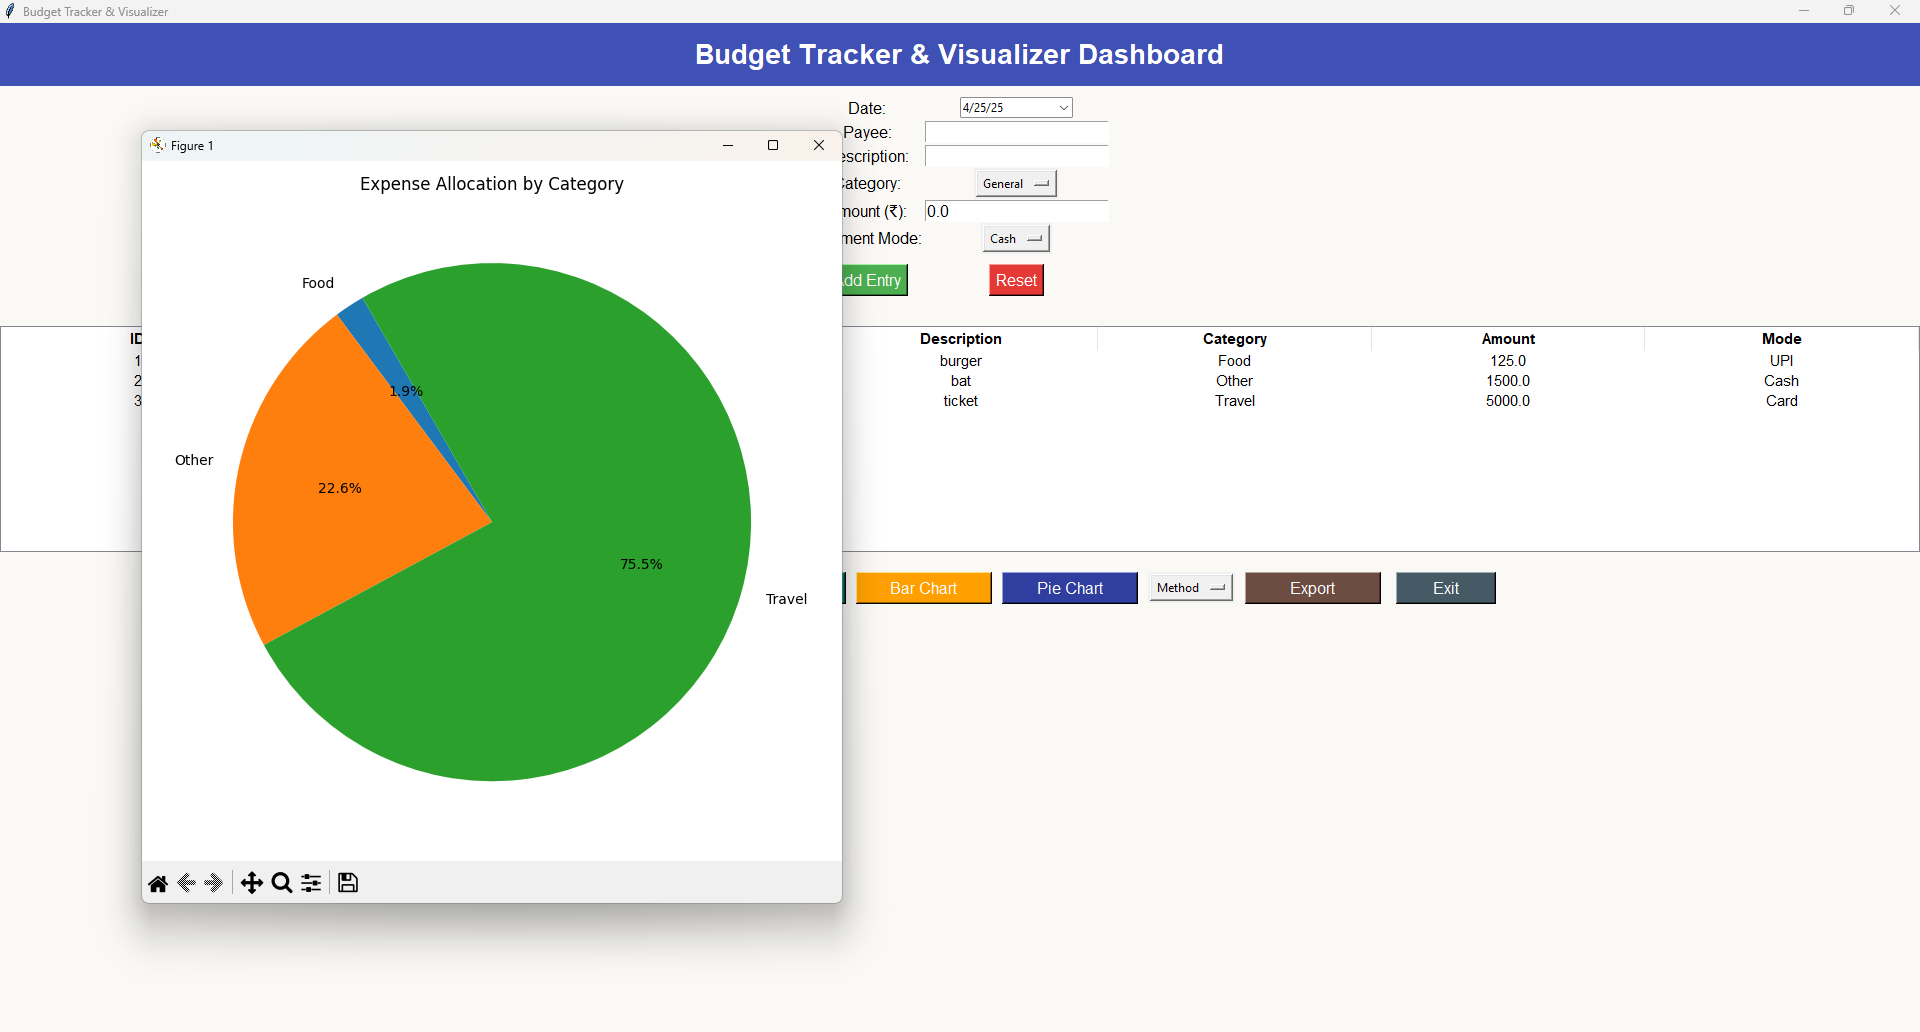 Budget Tracker & Visualizer
Budget Tracker & Visualizer Dashboard
Date: 4/25/25
Payee:
escription:
ategory: General
mount (₹): 0.0
ment Mode: Cash
dd Entry Reset
Figure 1
Expense Allocation by Category
Food
1.9%
Other
22.6%
75.5%
Travel
ID Description Category Amount Mode
1 burger Food 125.0 UPI
2 bat Other 1500.0 Cash
3 ticket Travel 5000.0 Card
Bar Chart Pie Chart Method Export Exit